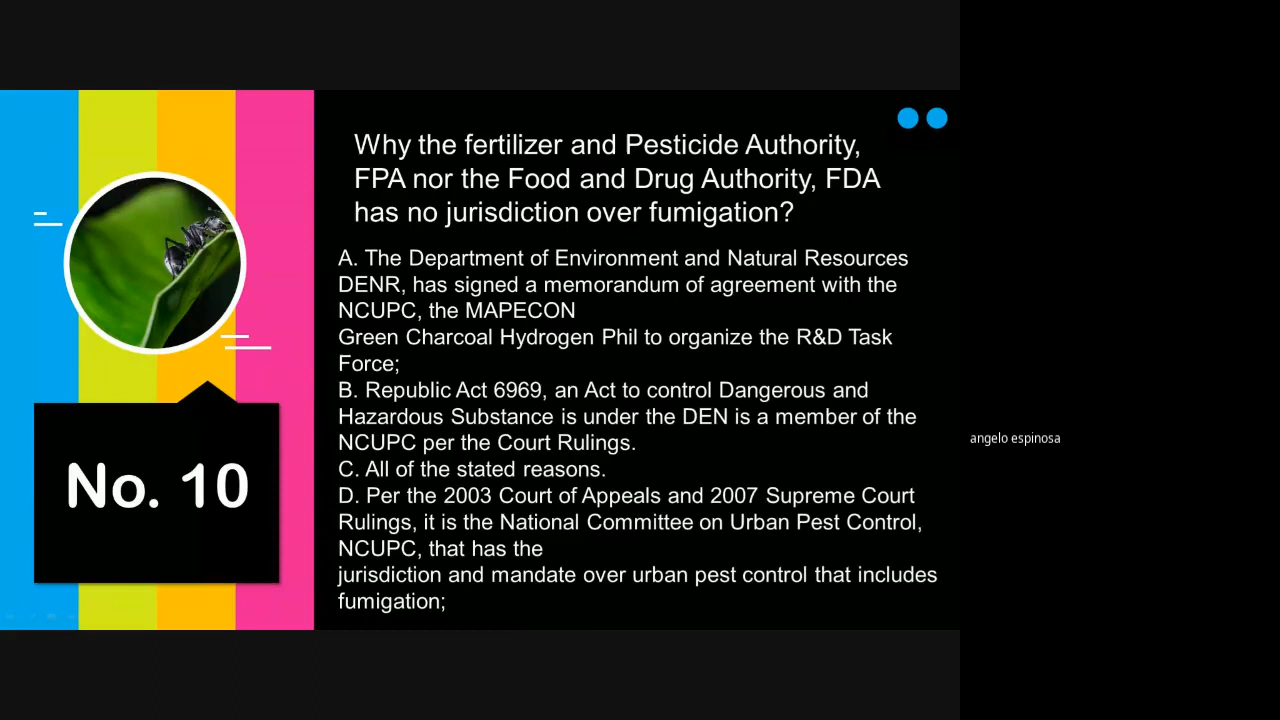 Why the fertilizer and Pesticide Authority,
FPA nor the Food and Drug Authority, FDA
has no jurisdiction over fumigation?
A. The Department of Environment and Natural Resources
DENR, has signed a memorandum of agreement with the
NCUPC, the MAPECON
Green Charcoal Hydrogen Phil to organize the R&D Task
Force;
B. Republic Act 6969, an Act to control Dangerous and
Hazardous Substance is under the DEN is a member of the
NCUPC per the Court Rulings.
C. All of the stated reasons.
D. Per the 2003 Court of Appeals and 2007 Supreme Court
Rulings, it is the National Committee on Urban Pest Control,
NCUPC, that has the
jurisdiction and mandate over urban pest control that includes
fumigation;
No. 10
angelo espinosa